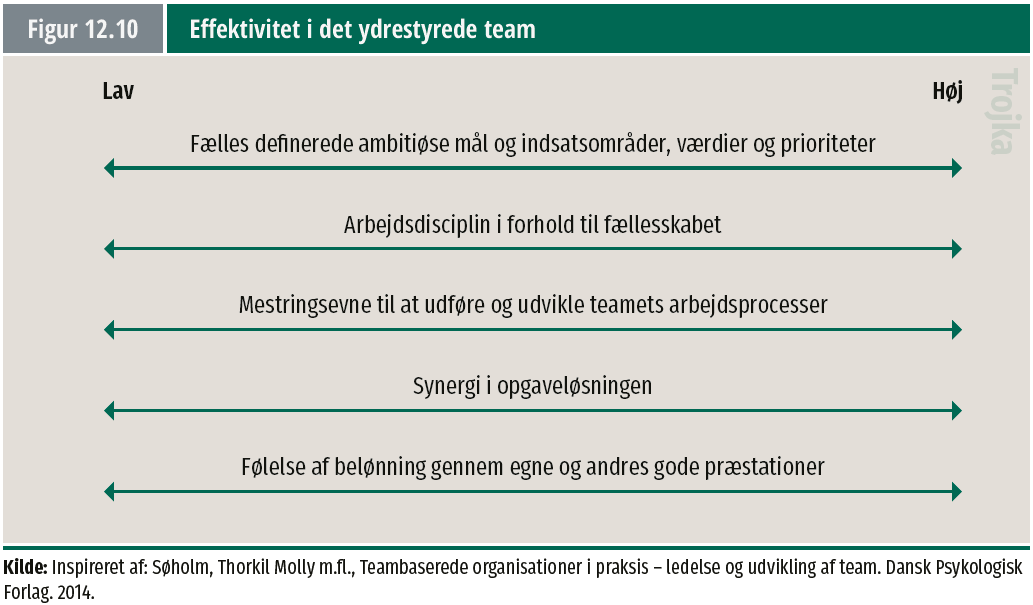 Figur 12.10
Effektivitet i det ydrestyrede team
Lav
Høj
Trojka
Fælles definerede ambitiøse mål og indsatsområder, værdier og prioriteter
Arbejdsdisciplin i forhold til fællesskabet
Mestringsevne til at udføre og udvikle teamets arbejdsprocesser
Synergi i opgaveløsningen
Følelse af belønning gennem egne og andres gode præstationer
Kilde: Inspireret af: Søholm, Thorkil Molly m.fl., Teambaserede organisationer i praksis – ledelse og udvikling af team. Dansk Psykologisk
Forlag. 2014.